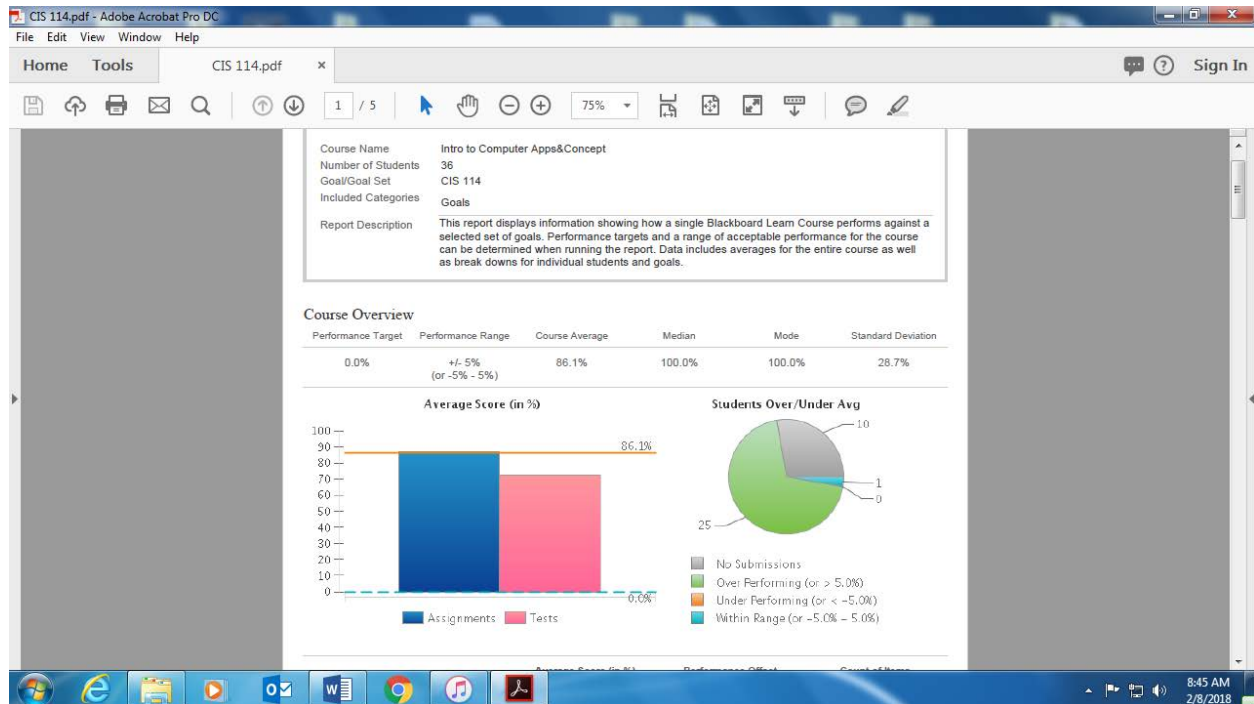 CIS 114.pdf - Adobe Acrobat Pro DC
File Edit View Window Help
Home Tools CIS 114.pdf × Sign In
1 / 5 75%
Course Name Intro to Computer Apps&Concept
Number of Students 36
Goal/Goal Set CIS 114
Included Categories Goals
Report Description This report displays information showing how a single Blackboard Learn Course performs against a
selected set of goals. Performance targets and a range of acceptable performance for the course
can be determined when running the report. Data includes averages for the entire course as well
as break downs for individual students and goals.
Course Overview
Performance Target Performance Range Course Average Median Mode Standard Deviation
0.0% +/- 5% 86.1% 100.0% 100.0% 28.7%
(or -5% - 5%)
Average Score (in %)
100
90
80
70
60
50
40
30
20
10
0
86.1%
0.0%
Assignments Tests
Students Over/Under Avg
10
1
0
25
No Submissions
Over Performing (or > 5.0%)
Under Performing (or < -5.0%)
Within Range (or -5.0% - 5.0%)
Average Score (in %) Performance Offset Count of Items
8:45 AM
2/8/2018